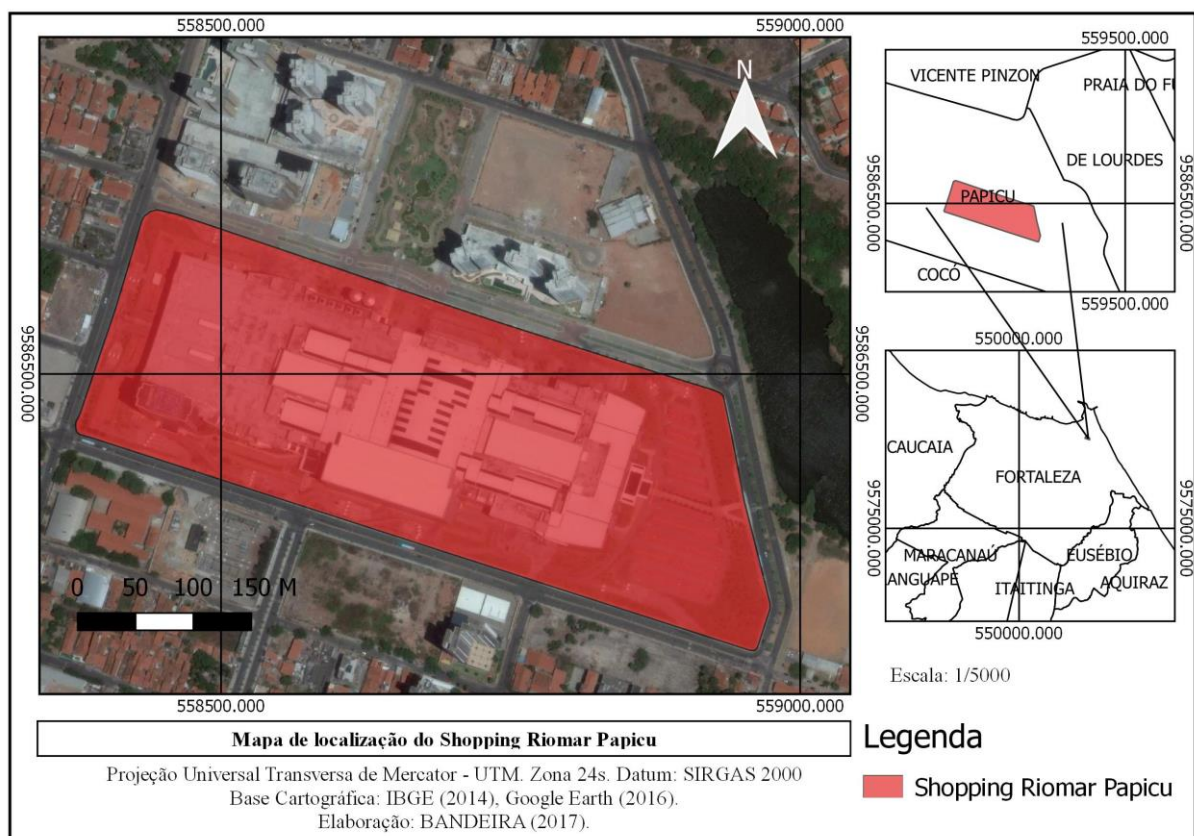 558500.000
559000.000
N
9586500.000
9586500.000
0 50 100 150 M
558500.000
559000.000
559500.000
VICENTE PINZON
PRAIA DO FU
DE LOURDES
9586500.000
PAPICU
9586500.000
COCÓ
559500.000
550000.000
CAUCAIA
FORTALEZA
9575000.000
9575000.000
MARACANAÚ
EUSÉBIO
ANGUAPE
ITAITINGA
AQUIRAZ
550000.000
Escala: 1/5000
Mapa de localização do Shopping Riomar Papicu
Projeção Universal Transversa de Mercator - UTM. Zona 24s. Datum: SIRGAS 2000
Base Cartográfica: IBGE (2014), Google Earth (2016).
Elaboração: BANDEIRA (2017).
Legenda
Shopping Riomar Papicu